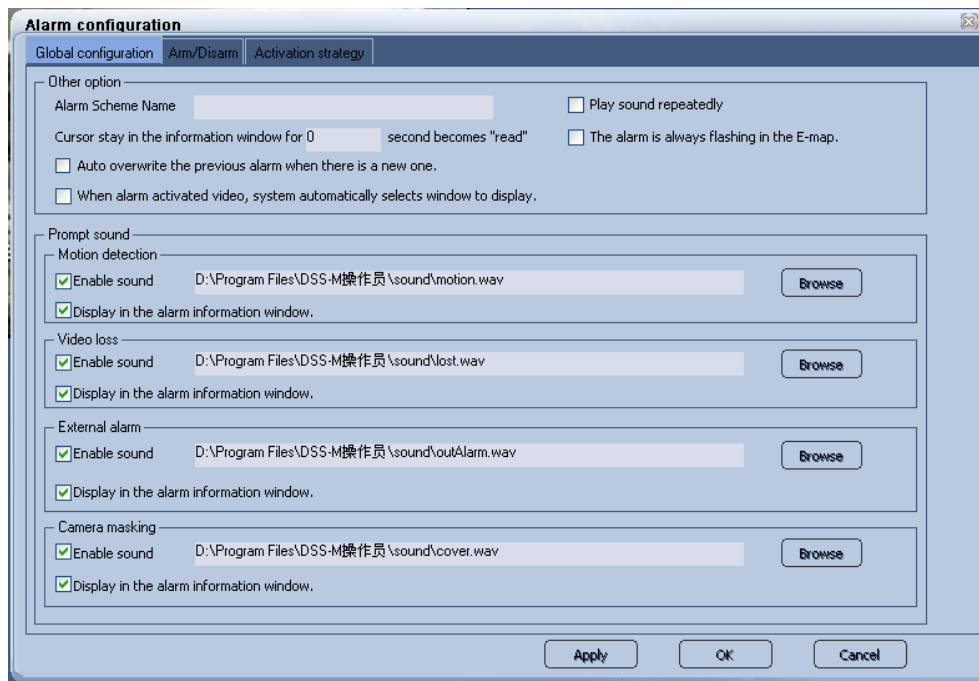 Alarm configuration
Global configuration Arm/Disarm Activation strategy
Other option
Alarm Scheme Name
Play sound repeatedly
Cursor stay in the information window for 0 second becomes "read"
The alarm is always flashing in the E-map.
Auto overwrite the previous alarm when there is a new one.
When alarm activated video, system automatically selects window to display.
Prompt sound
Motion detection
Enable sound D:\Program Files\DSS-M操作员\sound\motion.wav Browse
Display in the alarm information window.
Video loss
Enable sound D:\Program Files\DSS-M操作员\sound\lost.wav Browse
Display in the alarm information window.
External alarm
Enable sound D:\Program Files\DSS-M操作员\sound\outAlarm.wav Browse
Display in the alarm information window.
Camera masking
Enable sound D:\Program Files\DSS-M操作员\sound\cover.wav Browse
Display in the alarm information window.
Apply OK Cancel